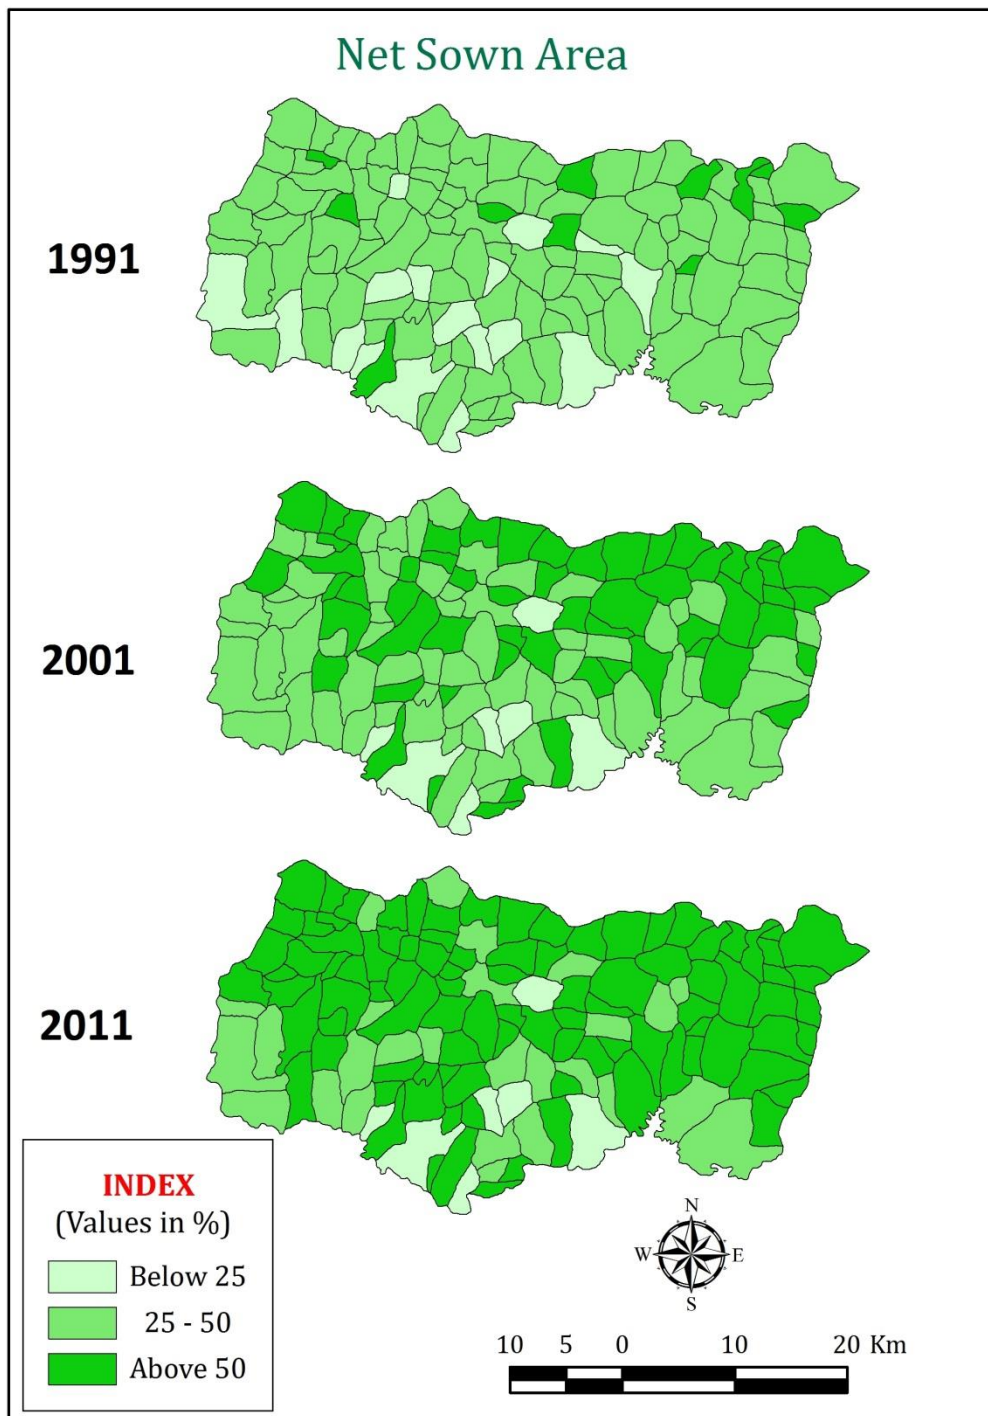 Net Sown Area
1991
2001
2011
INDEX
(Values in %)
Below 25
25 - 50
Above 50
N
W E
S
10 5 0 10 20 Km